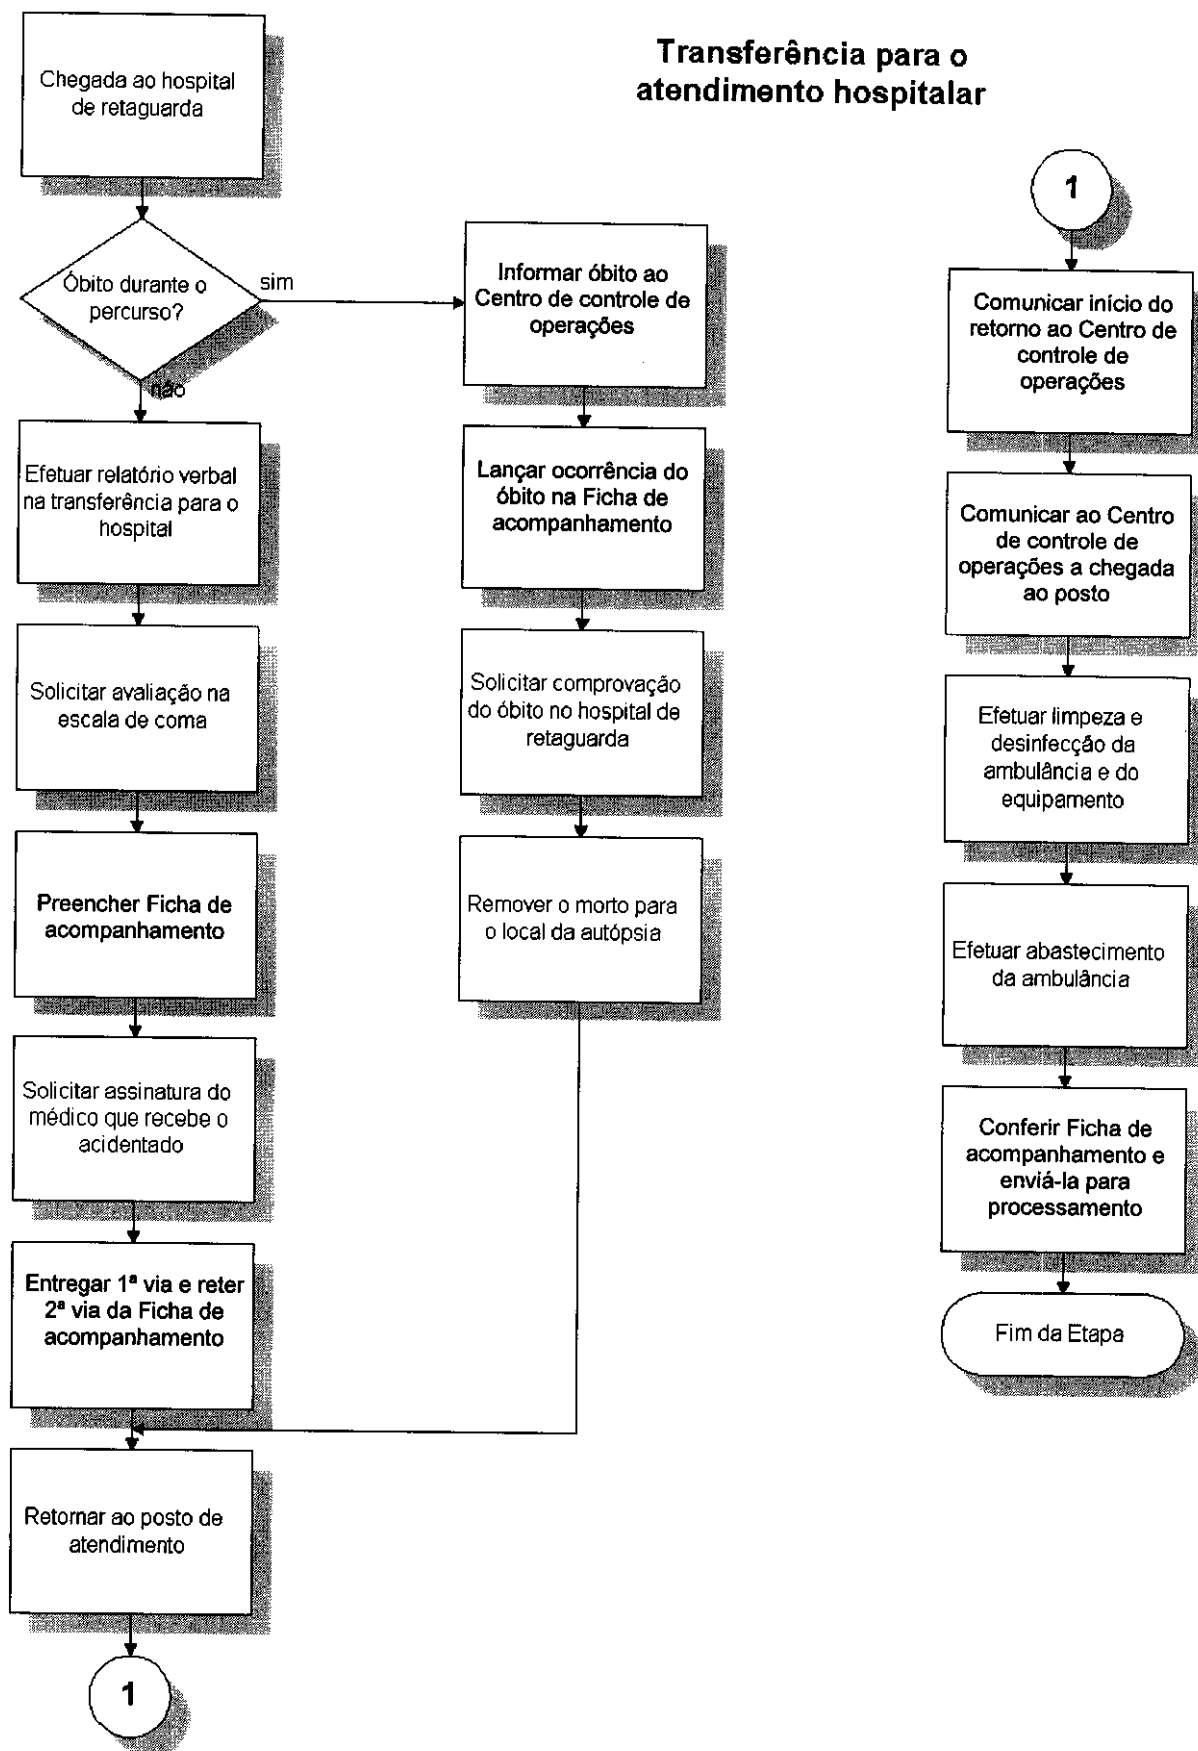 Transferência para o
atendimento hospitalar
Chegada ao hospital
de retaguarda
Óbito durante o
percurso?
sim
não
Efetuar relatório verbal
na transferência para o
hospital
Solicitar avaliação na
escala de coma
Preencher Ficha de
acompanhamento
Solicitar assinatura do
médico que recebe o
acidentado
Entregar 1ª via e reter
2ª via da Ficha de
acompanhamento
Retornar ao posto de
atendimento
1
Informar óbito ao
Centro de controle de
operações
Lançar ocorrência do
óbito na Ficha de
acompanhamento
Solicitar comprovação
do óbito no hospital de
retaguarda
Remover o morto para
o local da autópsia
1
Comunicar início do
retorno ao Centro de
controle de
operações
Comunicar ao Centro
de controle de
operações a chegada
ao posto
Efetuar limpeza e
desinfecção da
ambulância e do
equipamento
Efetuar abastecimento
da ambulância
Conferir Ficha de
acompanhamento e
enviá-la para
processamento
Fim da Etapa